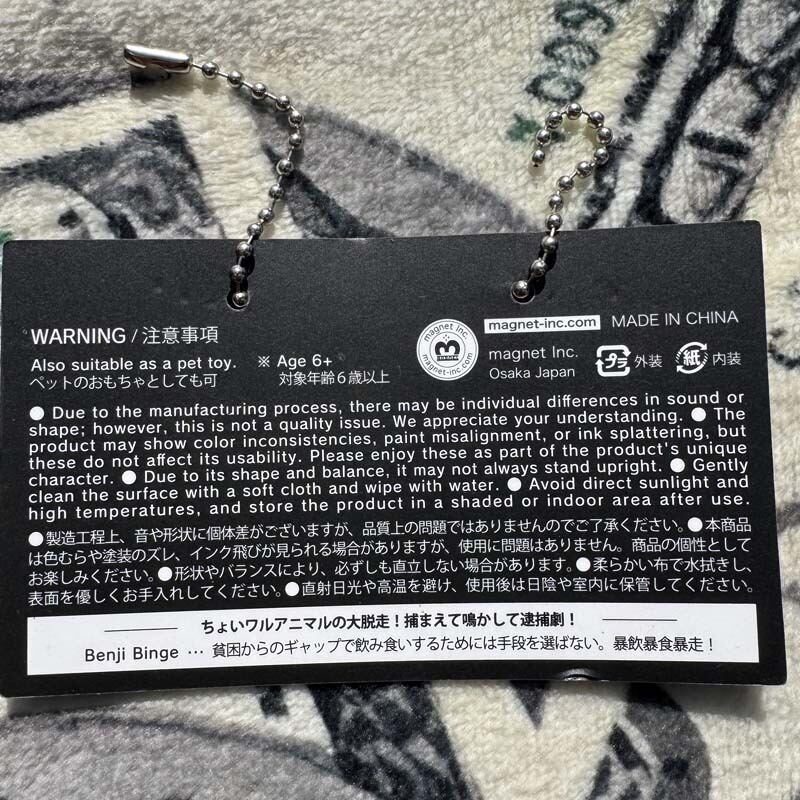 WARNING / 注意事項
Also suitable as a pet toy. ※ Age 6+
ペットのおもちゃとしても可 対象年齢6歳以上
magnet Inc.
magnet-inc.com
magnet-inc.com MADE IN CHINA
magnet Inc.
Osaka Japan
プラ 外装 紙 内装
● Due to the manufacturing process, there may be individual differences in sound or
shape; however, this is not a quality issue. We appreciate your understanding. ● The
product may show color inconsistencies, paint misalignment, or ink splattering, but
these do not affect its usability. Please enjoy these as part of the product's unique
character. ● Due to its shape and balance, it may not always stand upright. ● Gently
clean the surface with a soft cloth and wipe with water. ● Avoid direct sunlight and
high temperatures, and store the product in a shaded or indoor area after use.
●製造工程上、音や形状に個体差がございますが、品質上の問題ではありませんのでご了承ください。●本商品
は色むらや塗装のズレ、インク飛びが見られる場合がありますが、使用に問題はありません。商品の個性として
お楽しみください。●形状やバランスにより、必ずしも直立しない場合があります。●柔らかい布で水拭きし、
表面を優しくお手入れしてください。●直射日光や高温を避け、使用後は日陰や室内に保管してください。
ちょいワルアニマルの大脱走！捕まえて鳴かして逮捕劇！
Benji Binge … 貧困からのギャップで飲み食いするためには手段を選ばない。暴飲暴食暴走！